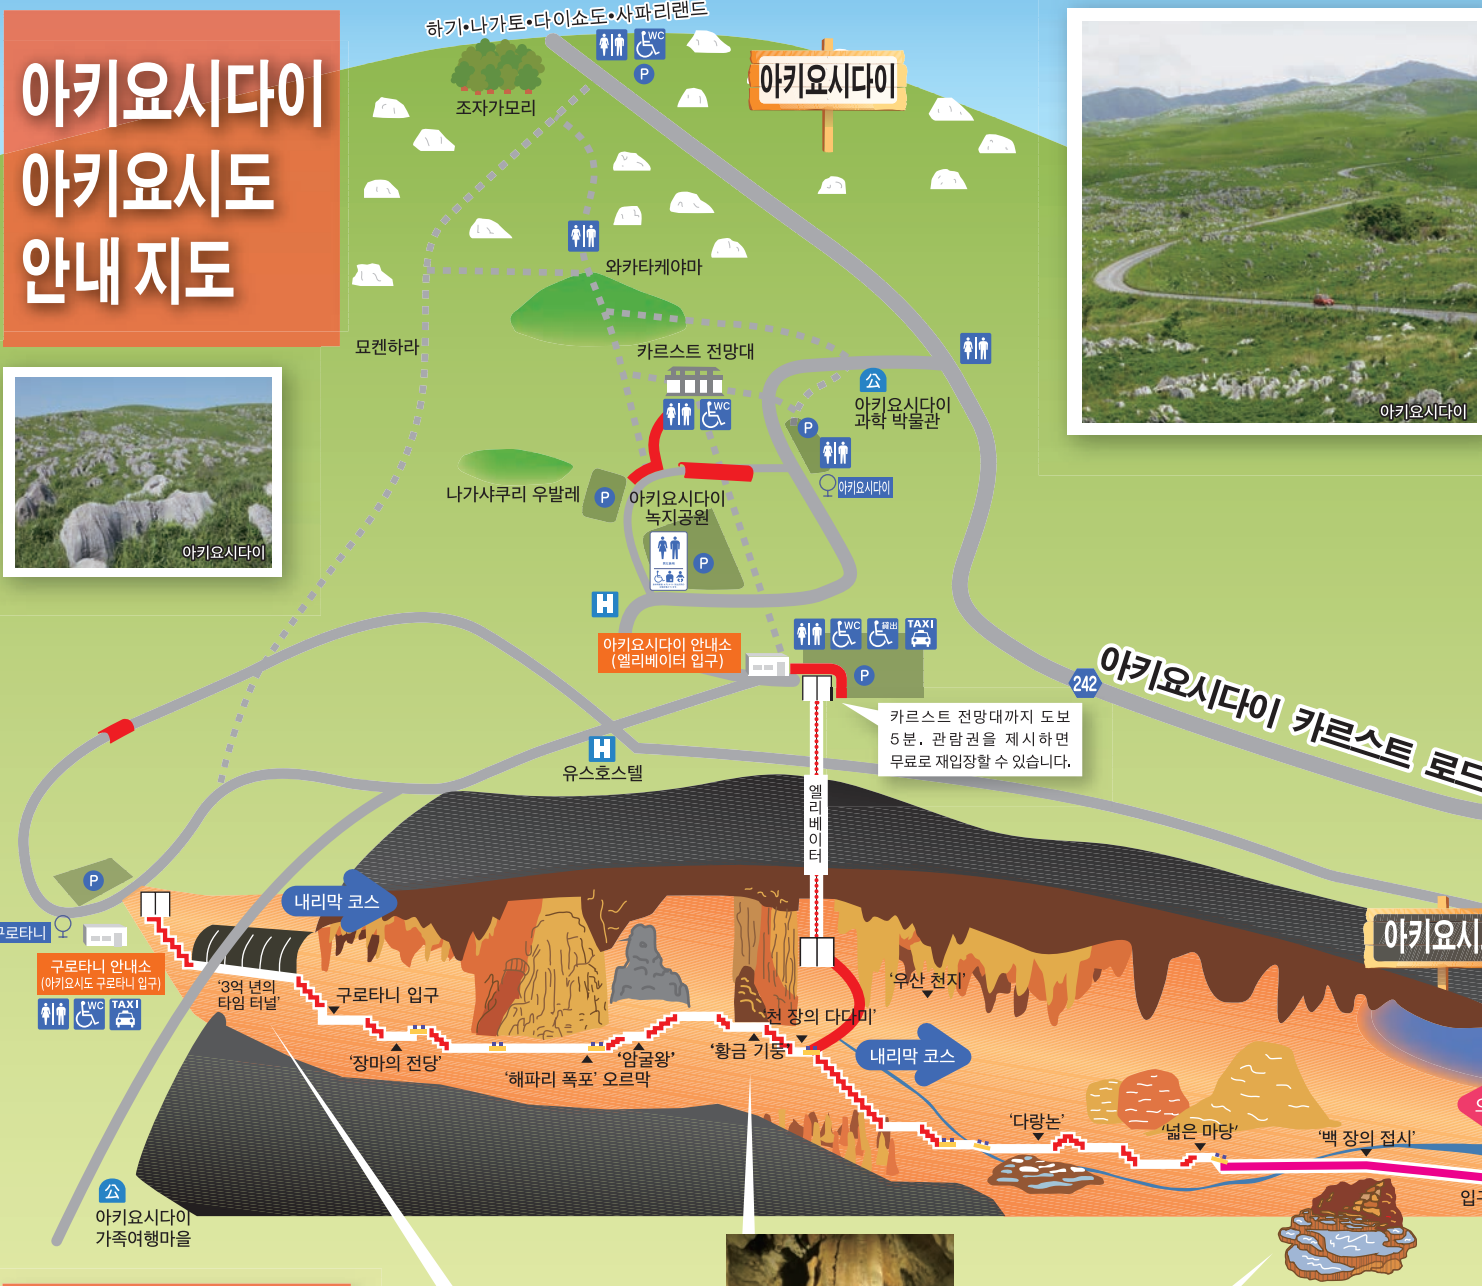 아키요시다이
아키요시도
안내 지도
하기•나가토•다이쇼도•사파리랜드
WC
P
조자가모리
아키요시다이
아키요시다이
와카타케야마
묘켄하라
카르스트 전망대
WC
아키요시다이
과학 박물관
公
P
아키요시다이
아키요시다이
나가샤쿠리 우발레
P
아키요시다이
녹지공원
P
H
아키요시다이 안내소
(엘리베이터 입구)
WC
貸出
TAXI
P
242
아키요시다이 카르스트 로드
카르스트 전망대까지 도보
5분. 관람권을 제시하면
무료로 재입장할 수 있습니다.
H
유스호스텔
엘리베이터
P
내리막 코스
구로타니
구로타니 안내소
(아키요시도 구로타니 입구)
WC
TAXI
‘3억 년의
타임 터널’
구로타니 입구
‘장마의 전당’
‘해파리 폭포’ 오르막
‘암굴왕’
‘황금 기둥’
천 장의 다다미’
‘우산 천지’
내리막 코스
‘다랑논’
‘넓은 마당’
‘백 장의 접시’
公
아키요시다이
가족여행마을